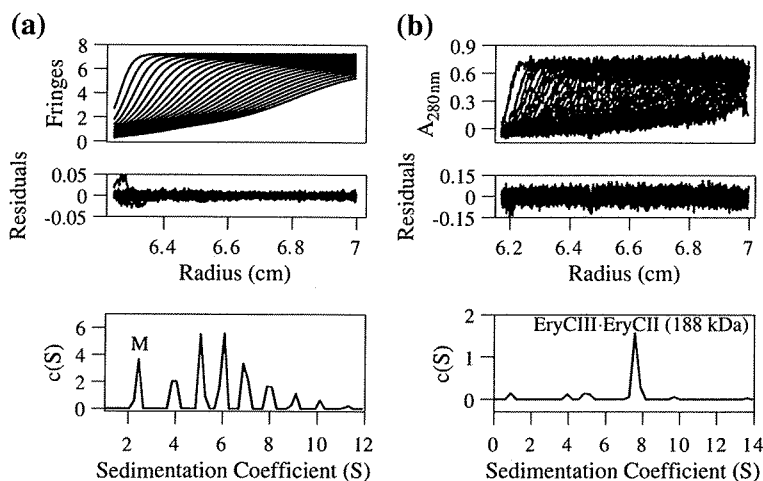 (a)
8
6
4
2
0
Fringes
0.05
0
-0.05
Residuals
6.4 6.6 6.8 7
Radius (cm)
M
6
4
2
0
c(S)
2 4 6 8 10 12
Sedimentation Coefficient (S)
(b)
0.9
0.6
0.3
0
A280 nm
0.15
0
-0.15
Residuals
6.2 6.4 6.6 6.8 7
Radius (cm)
EryCIII·EryCII (188 kDa)
2
1
0
c(S)
0 2 4 6 8 10 12 14
Sedimentation Coefficient (S)